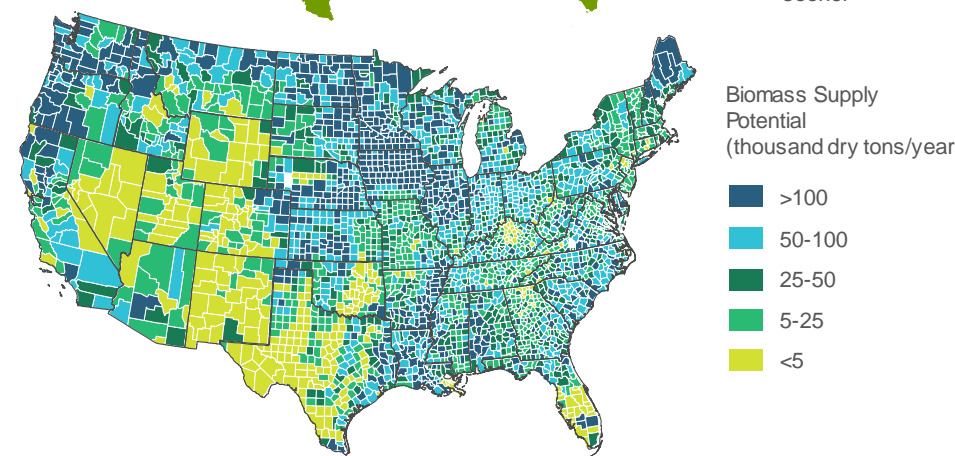 Biomass Supply
Potential
(thousand dry tons/year
>100
50-100
25-50
5-25
<5